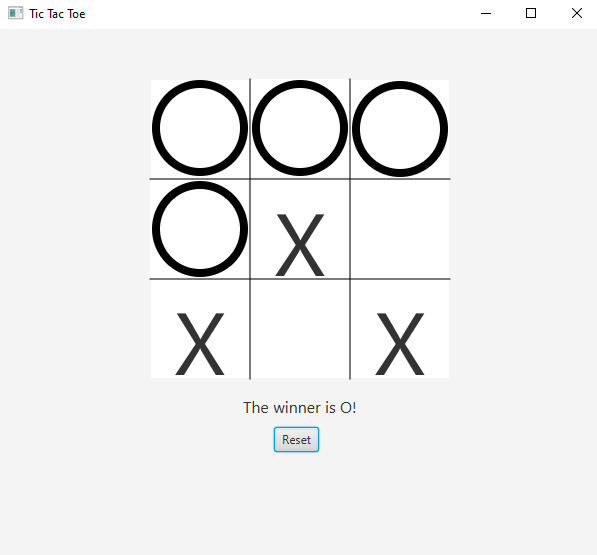 Tic Tac Toe
O O O
O X
X X
The winner is O!
Reset